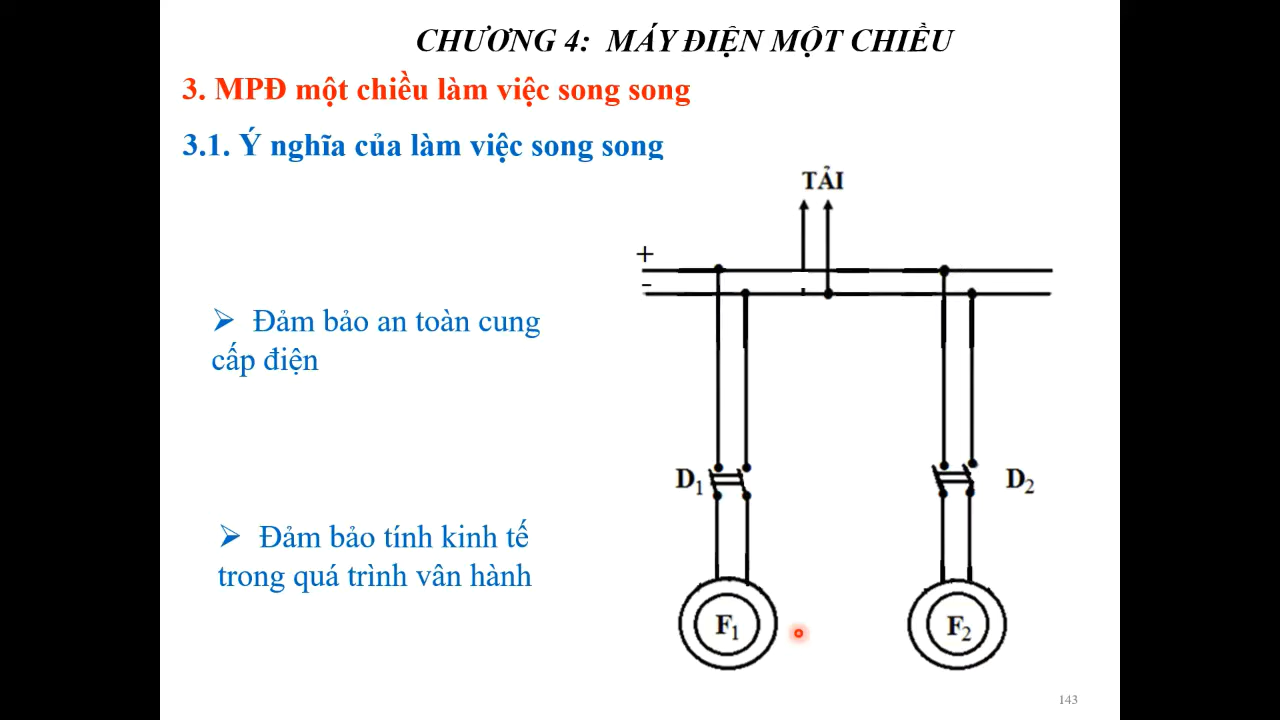 CHƯƠNG 4: MÁY ĐIỆN MỘT CHIỀU
3. MPĐ một chiều làm việc song song
3.1. Ý nghĩa của làm việc song song
TẢI
+
-
➢ Đảm bảo an toàn cung
cấp điện
D1
D2
➢ Đảm bảo tính kinh tế
trong quá trình vân hành
F1
F2
143